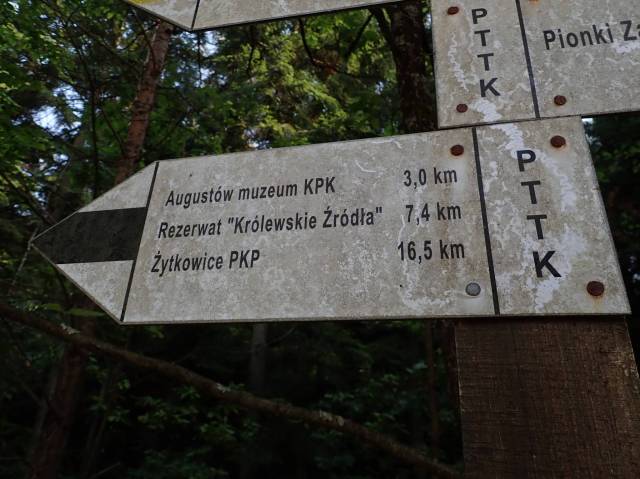 PTTK
Pionki
Augustów muzeum KPK 3,0 km
Rezerwat "Królewskie Źródła" 7,4 km
Żytkowice PKP 16,5 km
PTTK